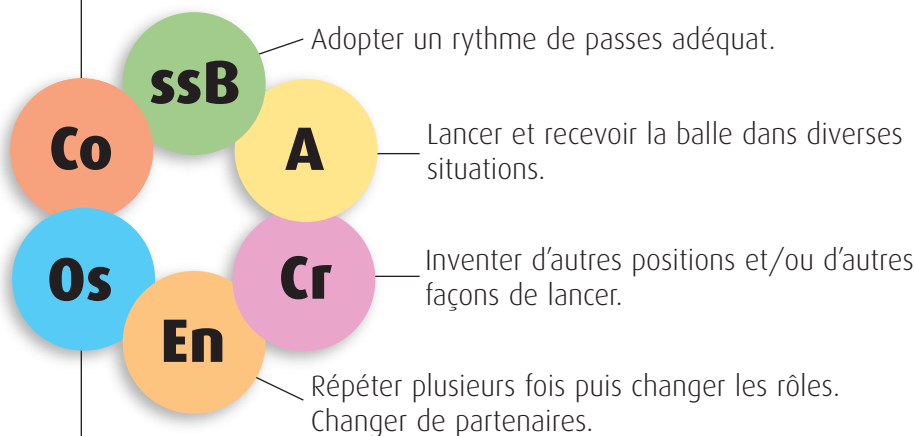 ssB
Adopter un rythme de passes adéquat.
Co
A
Lancer et recevoir la balle dans diverses
situations.
Os
Cr
Inventer d'autres positions et/ou d'autres
façons de lancer.
En
Répéter plusieurs fois puis changer les rôles.
Changer de partenaires.